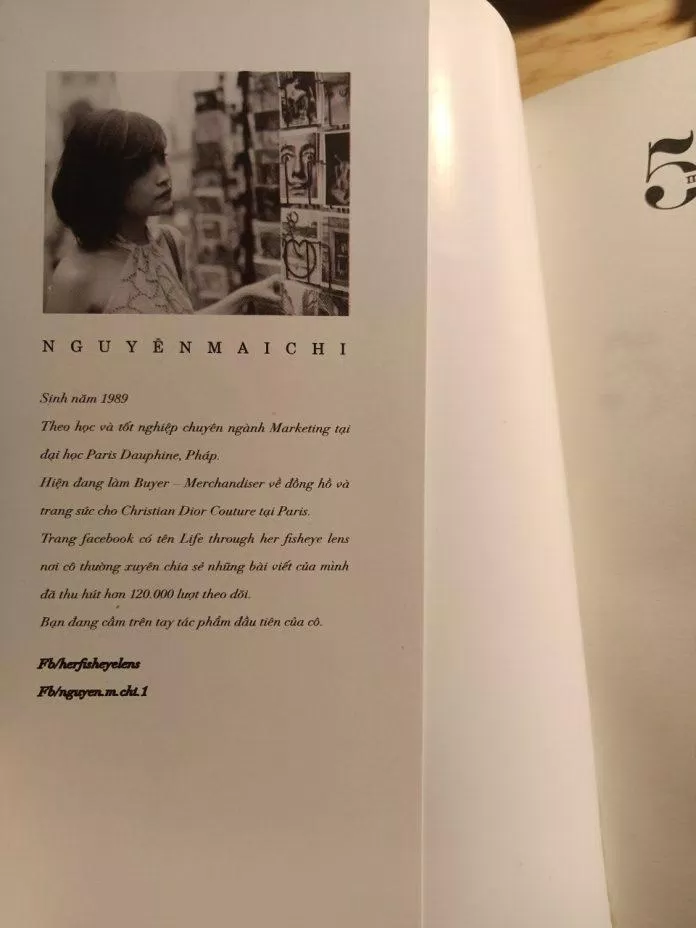 NGUYÊN MAI CHI
Sinh năm 1989
Theo học và tốt nghiệp chuyên ngành Marketing tại
đại học Paris Dauphine, Pháp.
Hiện đang làm Buyer – Merchandiser về đồng hồ và
trang sức cho Christian Dior Couture tại Paris.
Trang facebook có tên Life through her fisheye lens
nơi cô thường xuyên chia sẻ những bài viết của mình
đã thu hút hơn 120.000 lượt theo dõi.
Bạn đang cầm trên tay tác phẩm đầu tiên của cô.
Fb/herfisheyelens
Fb/nguyen.m.chi.1
5